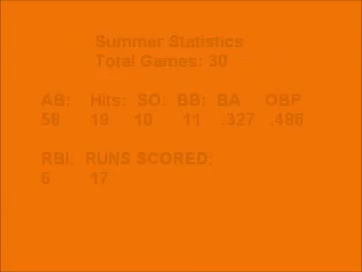 Summer Statistics
Total Games: 30
AB: Hits: SO: BB: BA OBP
58 19 10 11 .327 .486
RBI: RUNS SCORED:
6 17